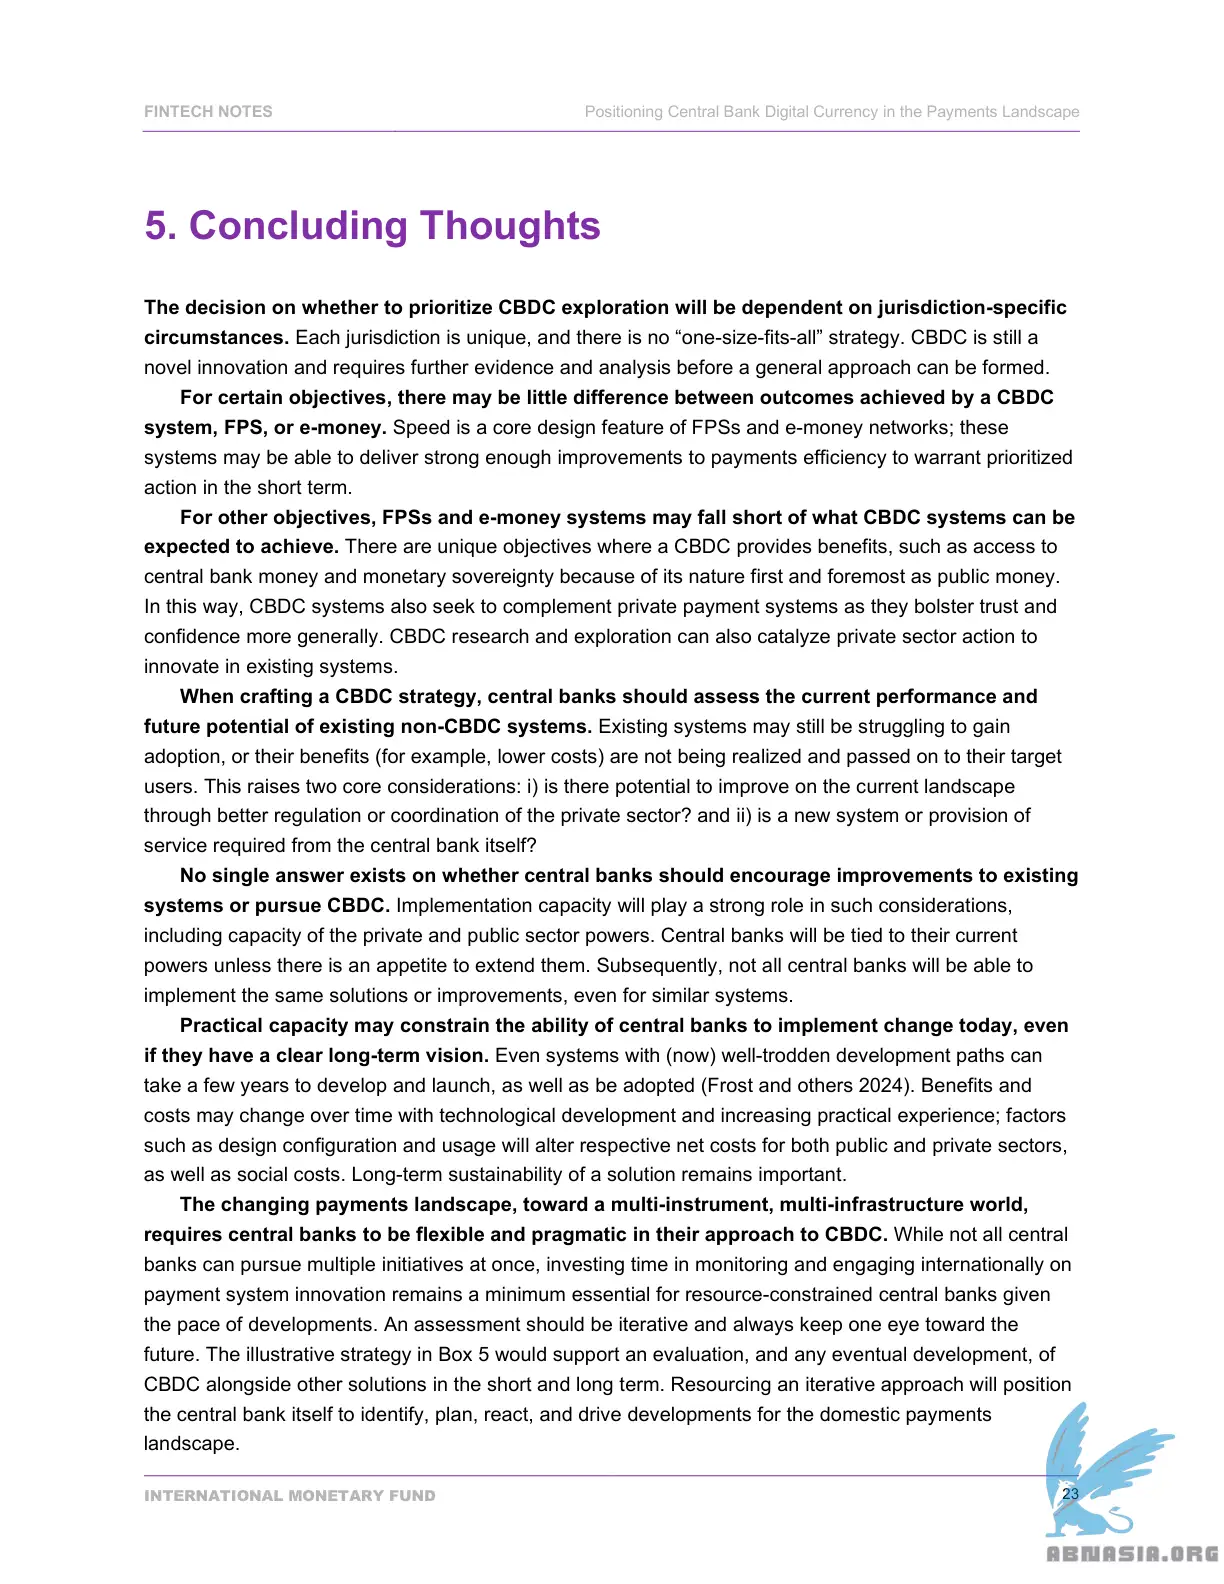 FINTECH NOTES
Positioning Central Bank Digital Currency in the Payments Landscape
5. Concluding Thoughts
The decision on whether to prioritize CBDC exploration will be dependent on jurisdiction-specific
circumstances. Each jurisdiction is unique, and there is no “one-size-fits-all” strategy. CBDC is still a
novel innovation and requires further evidence and analysis before a general approach can be formed.
For certain objectives, there may be little difference between outcomes achieved by a CBDC
system, FPS, or e-money. Speed is a core design feature of FPSs and e-money networks; these
systems may be able to deliver strong enough improvements to payments efficiency to warrant prioritized
action in the short term.
For other objectives, FPSs and e-money systems may fall short of what CBDC systems can be
expected to achieve. There are unique objectives where a CBDC provides benefits, such as access to
central bank money and monetary sovereignty because of its nature first and foremost as public money.
In this way, CBDC systems also seek to complement private payment systems as they bolster trust and
confidence more generally. CBDC research and exploration can also catalyze private sector action to
innovate in existing systems.
When crafting a CBDC strategy, central banks should assess the current performance and
future potential of existing non-CBDC systems. Existing systems may still be struggling to gain
adoption, or their benefits (for example, lower costs) are not being realized and passed on to their target
users. This raises two core considerations: i) is there potential to improve on the current landscape
through better regulation or coordination of the private sector? and ii) is a new system or provision of
service required from the central bank itself?
No single answer exists on whether central banks should encourage improvements to existing
systems or pursue CBDC. Implementation capacity will play a strong role in such considerations,
including capacity of the private and public sector powers. Central banks will be tied to their current
powers unless there is an appetite to extend them. Subsequently, not all central banks will be able to
implement the same solutions or improvements, even for similar systems.
Practical capacity may constrain the ability of central banks to implement change today, even
if they have a clear long-term vision. Even systems with (now) well-trodden development paths can
take a few years to develop and launch, as well as be adopted (Frost and others 2024). Benefits and
costs may change over time with technological development and increasing practical experience; factors
such as design configuration and usage will alter respective net costs for both public and private sectors,
as well as social costs. Long-term sustainability of a solution remains important.
The changing payments landscape, toward a multi-instrument, multi-infrastructure world,
requires central banks to be flexible and pragmatic in their approach to CBDC. While not all central
banks can pursue multiple initiatives at once, investing time in monitoring and engaging internationally on
payment system innovation remains a minimum essential for resource-constrained central banks given
the pace of developments. An assessment should be iterative and always keep one eye toward the
future. The illustrative strategy in Box 5 would support an evaluation, and any eventual development, of
CBDC alongside other solutions in the short and long term. Resourcing an iterative approach will position
the central bank itself to identify, plan, react, and drive developments for the domestic payments
landscape.
INTERNATIONAL MONETARY FUND
23
ABNASIA.ORG